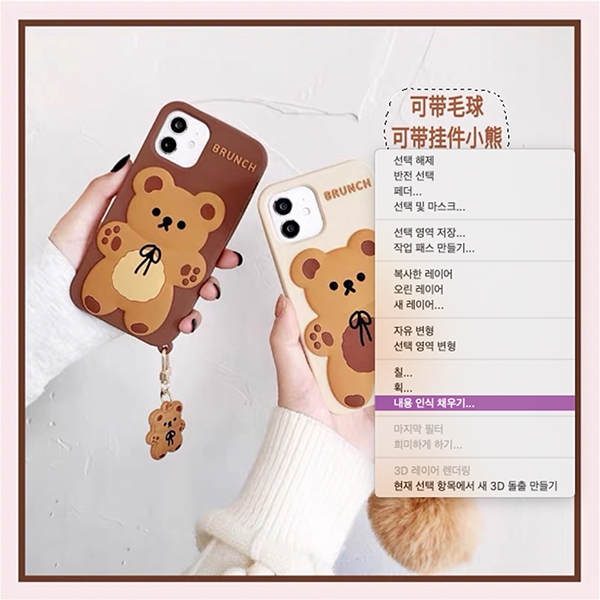 可带毛球
可带挂件小熊
BRUNCH
BRUNCH
선택 해제
반전 선택
페더...
선택 및 마스크...
선택 영역 저장...
작업 패스 만들기...
복사한 레이어
오린 레이어
새 레이어...
자유 변형
선택 영역 변형
칠...
획...
내용 인식 채우기...
마지막 필터
희미하게 하기...
3D 레이어 렌더링
현재 선택 항목에서 새 3D 돌출 만들기